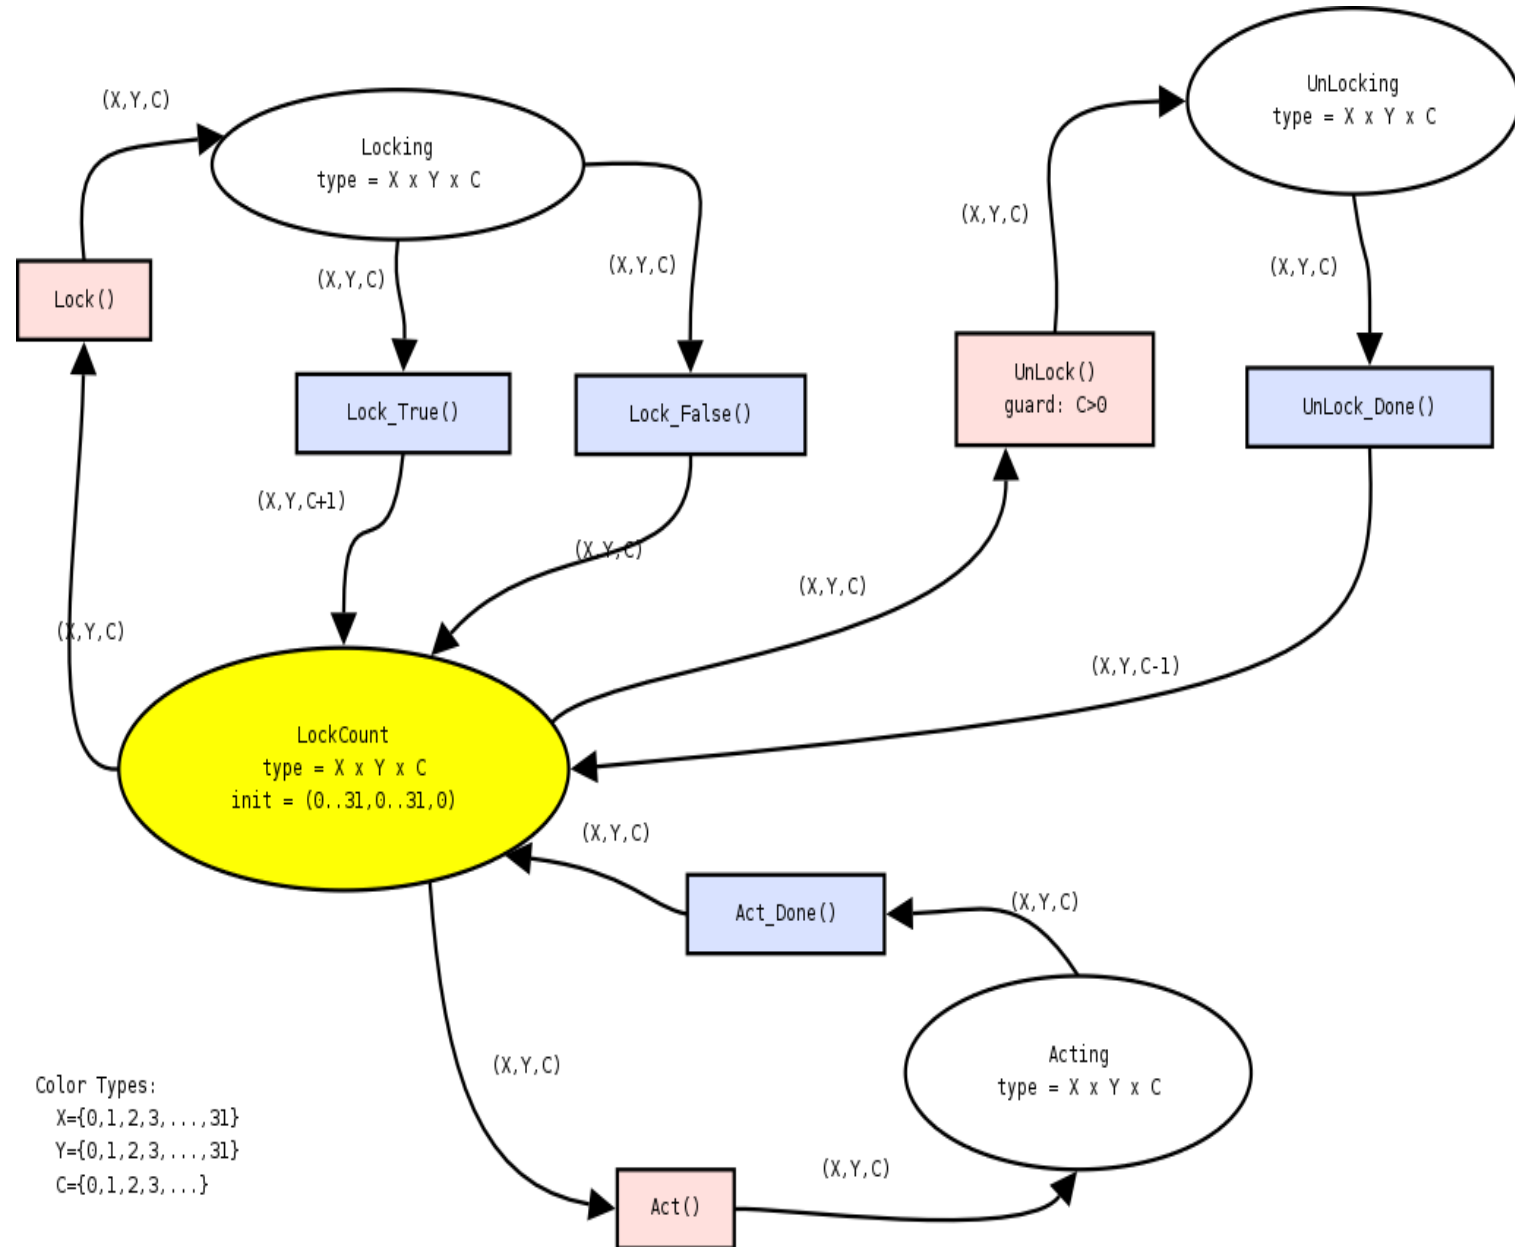 (X,Y,C)
Locking
type = X x Y x C
UnLocking
type = X x Y x C
(X,Y,C)
(X,Y,C)
(X,Y,C)
(X,Y,C)
Lock()
Lock_True()
Lock_False()
UnLock()
guard: C>0
UnLock_Done()
(X,Y,C+1)
(X,Y,C)
(X,Y,C)
(X,Y,C)
(X,Y,C-1)
LockCount
type = X x Y x C
init = (0..31,0..31,0)
(X,Y,C)
Act_Done()
(X,Y,C)
(X,Y,C)
Acting
type = X x Y x C
(X,Y,C)
Act()
Color Types:
X={0,1,2,3,...,31}
Y={0,1,2,3,...,31}
C={0,1,2,3,...}